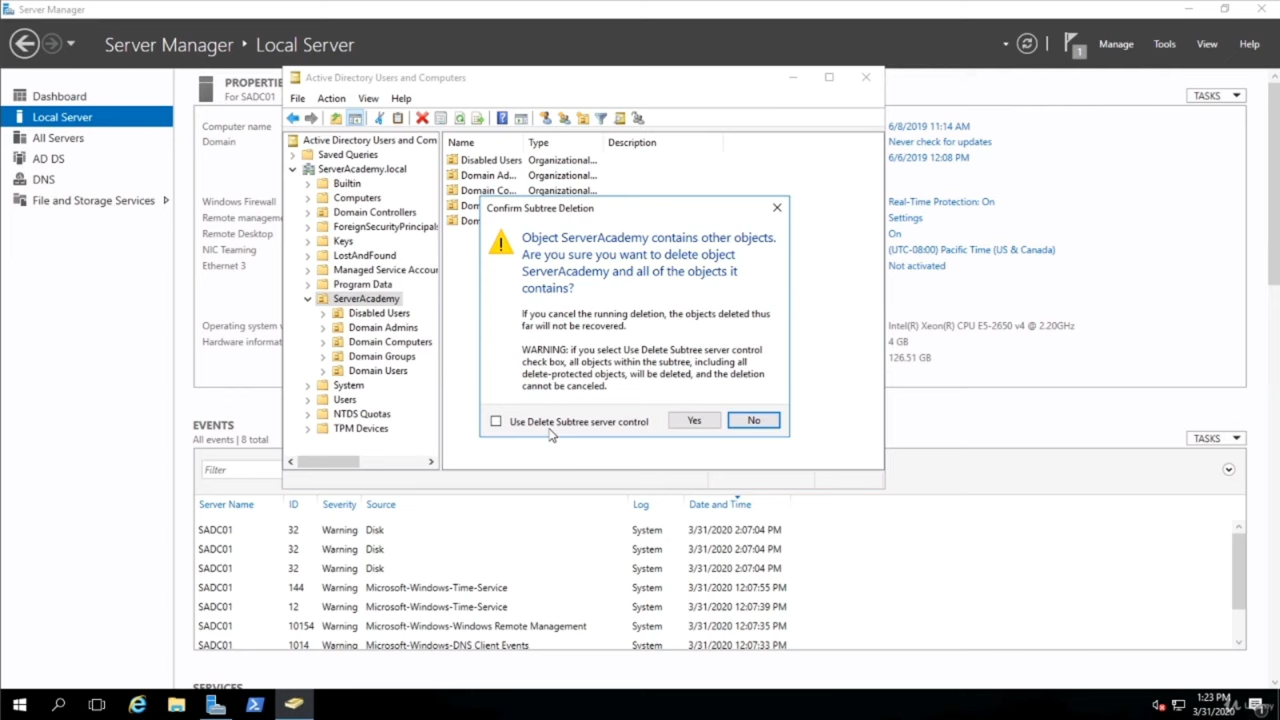 Server Manager
Server Manager • Local Server
1
Manage
Tools
View
Help
Dashboard
Local Server
All Servers
AD DS
DNS
File and Storage Services
PROPERTIE
For SADC01
TASKS
Computer name
Domain
6/8/2019 11:14 AM
Never check for updates
6/6/2019 12:08 PM
Windows Firewall
Remote managem
Remote Desktop
NIC Teaming
Ethernet 3
Real-Time Protection: On
Settings
On
(UTC-08:00) Pacific Time (US & Canada)
Not activated
Operating system v
Hardware informat
Intel(R) Xeon(R) CPU E5-2650 v4 @ 2.20GHz
4 GB
126.51 GB
Active Directory Users and Computers
File Action View Help
Active Directory Users and Com
Saved Queries
ServerAcademy.local
Builtin
Computers
Domain Controllers
ForeignSecurityPrincipals
Keys
LostAndFound
Managed Service Accour
Program Data
ServerAcademy
Disabled Users
Domain Admins
Domain Computers
Domain Groups
Domain Users
System
Users
NTDS Quotas
TPM Devices
Name Type Description
Disabled Users Organizational...
Domain Ad... Organizational...
Domain Co... Organizational...
Dom
Dom
Confirm Subtree Deletion
Object ServerAcademy contains other objects.
Are you sure you want to delete object
ServerAcademy and all of the objects it
contains?
If you cancel the running deletion, the objects deleted thus
far will not be recovered.
WARNING: if you select Use Delete Subtree server control
check box, all objects within the subtree, including all
delete-protected objects, will be deleted, and the deletion
cannot be canceled.
Use Delete Subtree server control
Yes
No
EVENTS
All events | 8 total
TASKS
Filter
Server Name ID Severity Source Log Date and Time
SADC01 32 Warning Disk System 3/31/2020 2:07:04 PM
SADC01 32 Warning Disk System 3/31/2020 2:07:04 PM
SADC01 32 Warning Disk System 3/31/2020 2:07:04 PM
SADC01 144 Warning Microsoft-Windows-Time-Service System 3/31/2020 12:07:55 PM
SADC01 12 Warning Microsoft-Windows-Time-Service System 3/31/2020 12:07:39 PM
SADC01 10154 Warning Microsoft-Windows-Windows Remote Management System 3/31/2020 12:07:35 PM
SADC01 1014 Warning Microsoft-Windows-DNS Client Events System 3/31/2020 12:07:33 PM
SERVICES
1:23 PM
3/31/2020